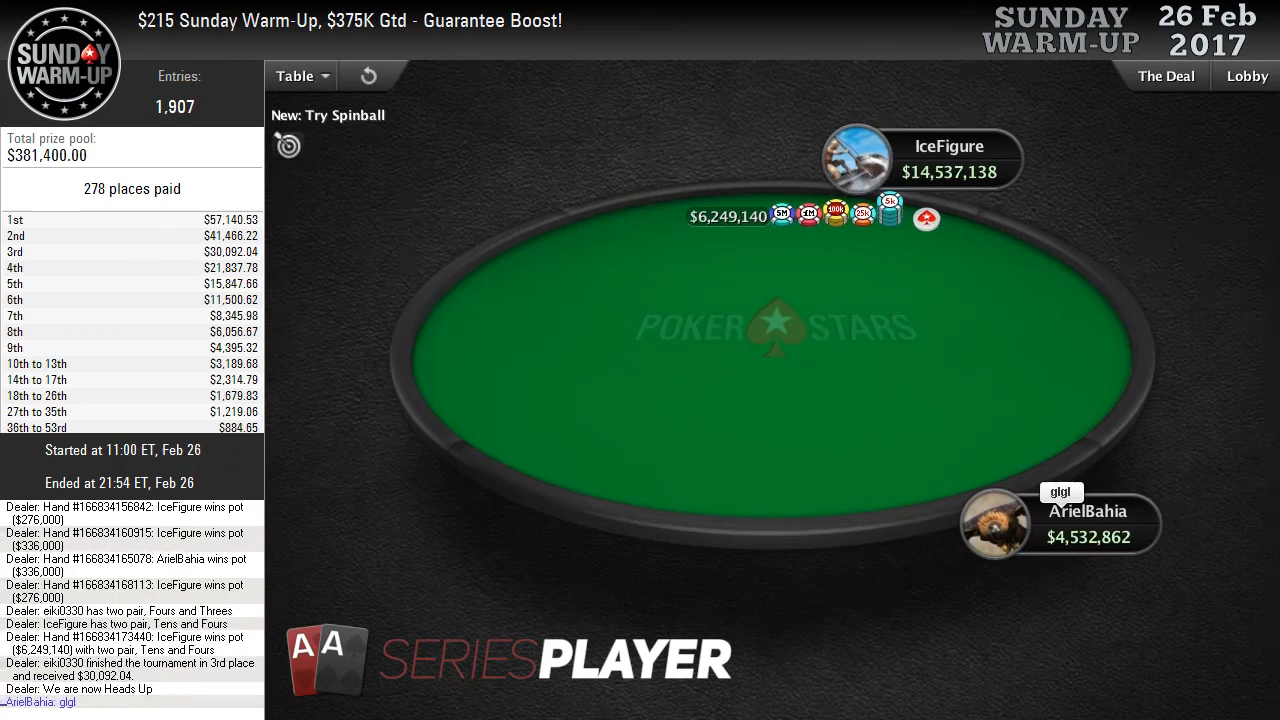 $215 Sunday Warm-Up, $375K Gtd - Guarantee Boost!
SUNDAY
WARM-UP
26 Feb
2017
SUNDAY
WARM-UP
Entries:
1,907
Table
The Deal
Lobby
Total prize pool:
$381,400.00
278 places paid
1st $57,140.53
2nd $41,466.22
3rd $30,092.04
4th $21,837.78
5th $15,847.66
6th $11,500.62
7th $8,345.98
8th $6,056.67
9th $4,395.32
10th to 13th $3,189.68
14th to 17th $2,314.79
18th to 26th $1,679.83
27th to 35th $1,219.06
36th to 53rd $884.65
Started at 11:00 ET, Feb 26
Ended at 21:54 ET, Feb 26
Dealer: Hand #166834156842: IceFigure wins pot
($276,000)
Dealer: Hand #166834160915: IceFigure wins pot
($336,000)
Dealer: Hand #166834165078: ArielBahia wins pot
($336,000)
Dealer: Hand #166834168113: IceFigure wins pot
($276,000)
Dealer: eiki0330 has two pair, Fours and Threes
Dealer: IceFigure has two pair, Tens and Fours
Dealer: Hand #166834173440: IceFigure wins pot
($6,249,140) with two pair, Tens and Fours
Dealer: eiki0330 finished the tournament in 3rd place
and received $30,092.04.
Dealer: We are now Heads Up
ArielBahia: glgl
New: Try Spinball
IceFigure
$14,537,138
$6,249,140
5M
1M
100k
25k
5k
POKER STARS
glgl
ArielBahia
$4,532,862
A A
SERIESPLAYER